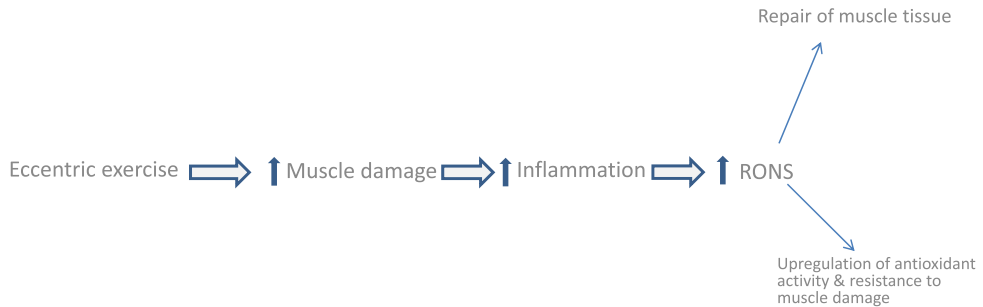 Repair of muscle tissue
Eccentric exercise
Muscle damage
Inflammation
RONS
Upregulation of antioxidant
activity & resistance to
muscle damage